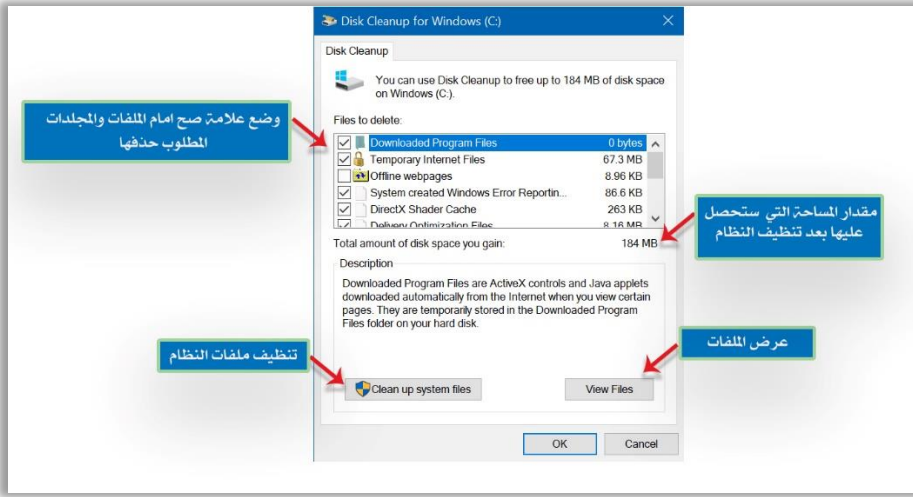 Disk Cleanup for Windows (C:)
Disk Cleanup
You can use Disk Cleanup to free up to 184 MB of disk space
on Windows (C:).
Files to delete:
Downloaded Program Files 0 bytes
Temporary Internet Files 67.3 MB
Offline webpages 8.96 KB
System created Windows Error Reportin... 86.6 KB
DirectX Shader Cache 263 KB
Delivery Optimization Files 8.16 MB
Total amount of disk space you gain: 184 MB
Description
Downloaded Program Files are ActiveX controls and Java applets
downloaded automatically from the Internet when you view certain
pages. They are temporarily stored in the Downloaded Program
Files folder on your hard disk.
Clean up system files
View Files
OK
Cancel
وضع علامة صح امام الملفات والمجلدات
المطلوب حذفها
مقدار المساحة التي ستحصل
عليها بعد تنظيف النظام
تنظيف ملفات النظام
عرض الملفات